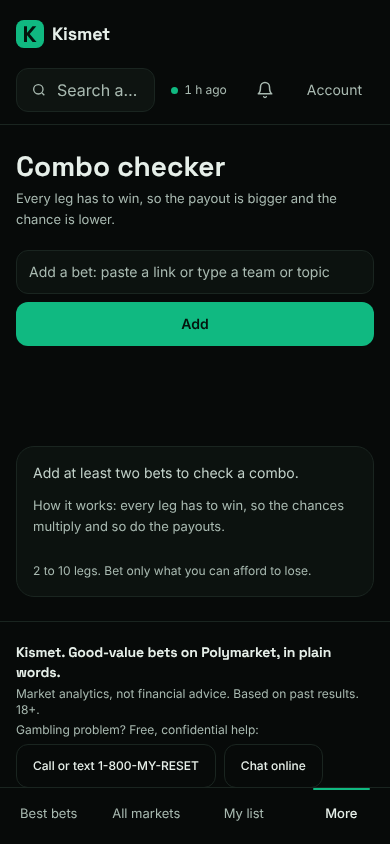 K Kismet
Search a...
1 h ago
Account
Combo checker
Every leg has to win, so the payout is bigger and the
chance is lower.
Add a bet: paste a link or type a team or topic
Add
Add at least two bets to check a combo.
How it works: every leg has to win, so the chances
multiply and so do the payouts.
2 to 10 legs. Bet only what you can afford to lose.
Kismet. Good-value bets on Polymarket, in plain
words.
Market analytics, not financial advice. Based on past results.
18+.
Gambling problem? Free, confidential help:
Call or text 1-800-MY-RESET
Chat online
Best bets
All markets
My list
More